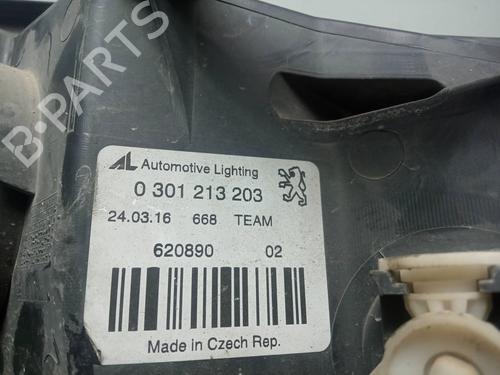 B-PARTS
AL Automotive Lighting
0 301 213 203
24.03.16 668 TEAM
620890 02
Made in Czech Rep.